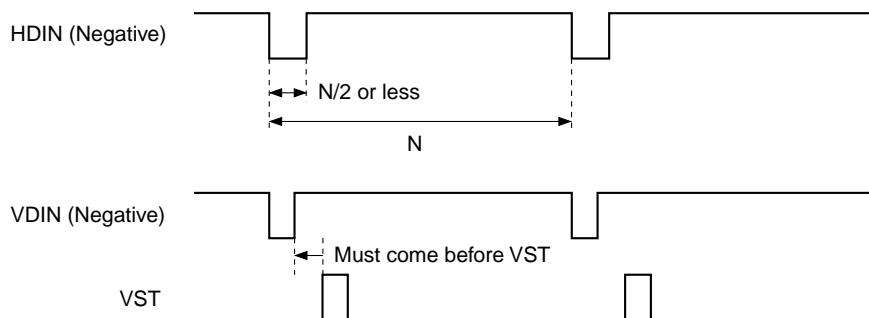 HDIN (Negative)
N/2 or less
N
VDIN (Negative)
Must come before VST
VST